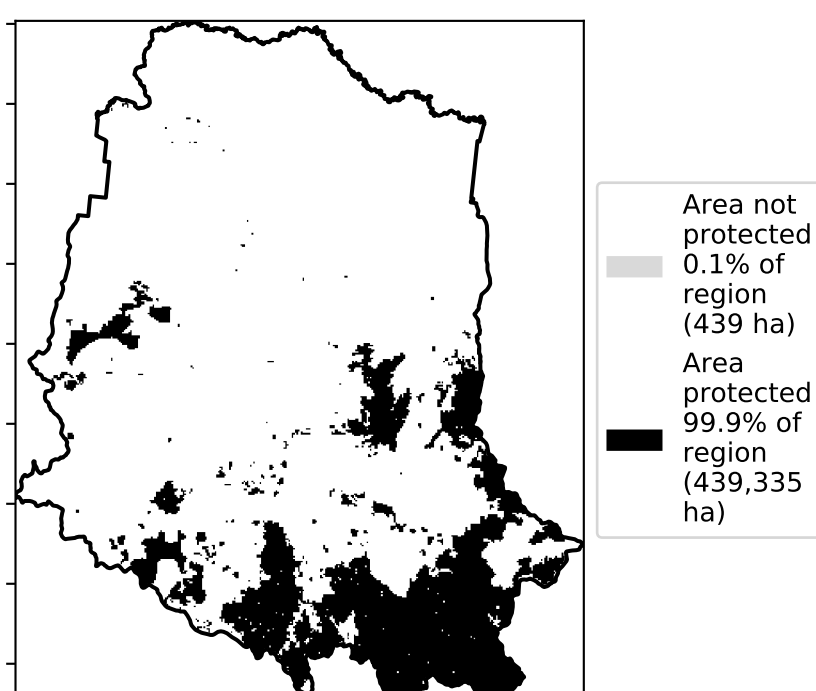 Area not
protected
0.1% of
region
(439 ha)
Area
protected
99.9% of
region
(439,335
ha)